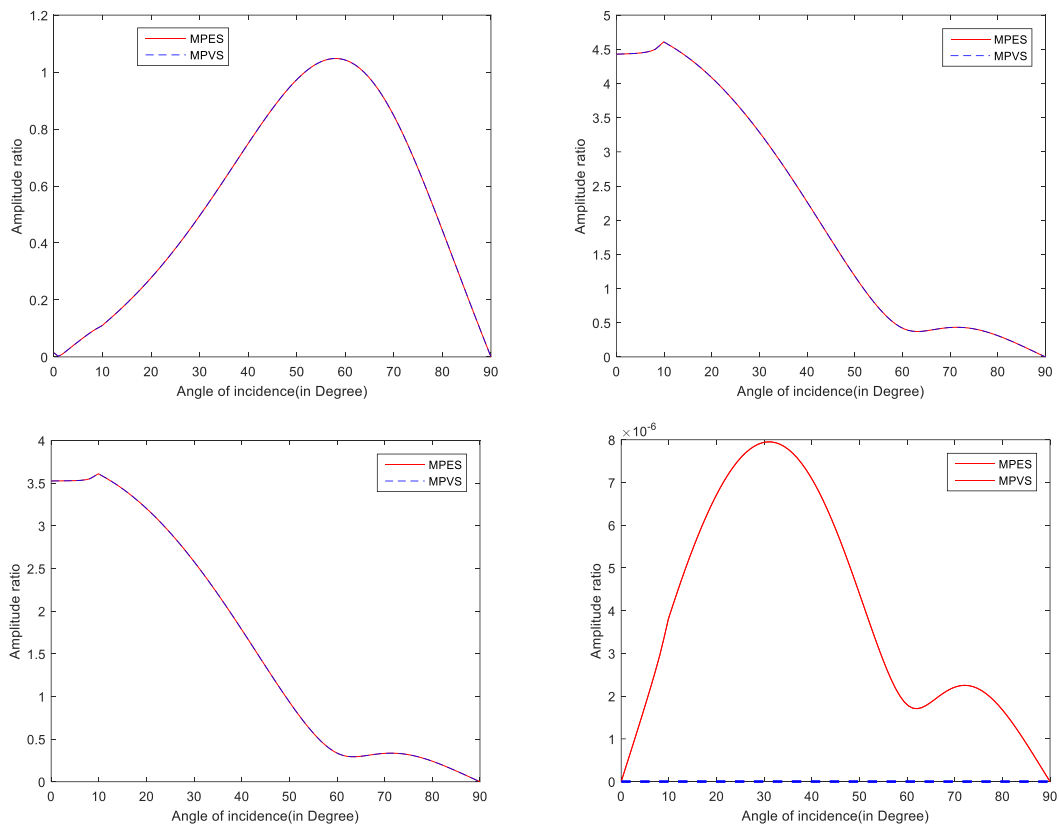 1.2
1
0.8
0.6
0.4
0.2
0
Amplitude ratio
MPES
MPVS
0 10 20 30 40 50 60 70 80 90
Angle of incidence(in Degree)
5
4.5
4
3.5
3
2.5
2
1.5
1
0.5
0
Amplitude ratio
MPES
MPVS
0 10 20 30 40 50 60 70 80 90
Angle of incidence(in Degree)
4
3.5
3
2.5
2
1.5
1
0.5
0
Amplitude ratio
MPES
MPVS
0 10 20 30 40 50 60 70 80 90
Angle of incidence(in Degree)
×10⁻⁶
8
7
6
5
4
3
2
1
0
Amplitude ratio
MPES
MPVS
0 10 20 30 40 50 60 70 80 90
Angle of incidence(in Degree)